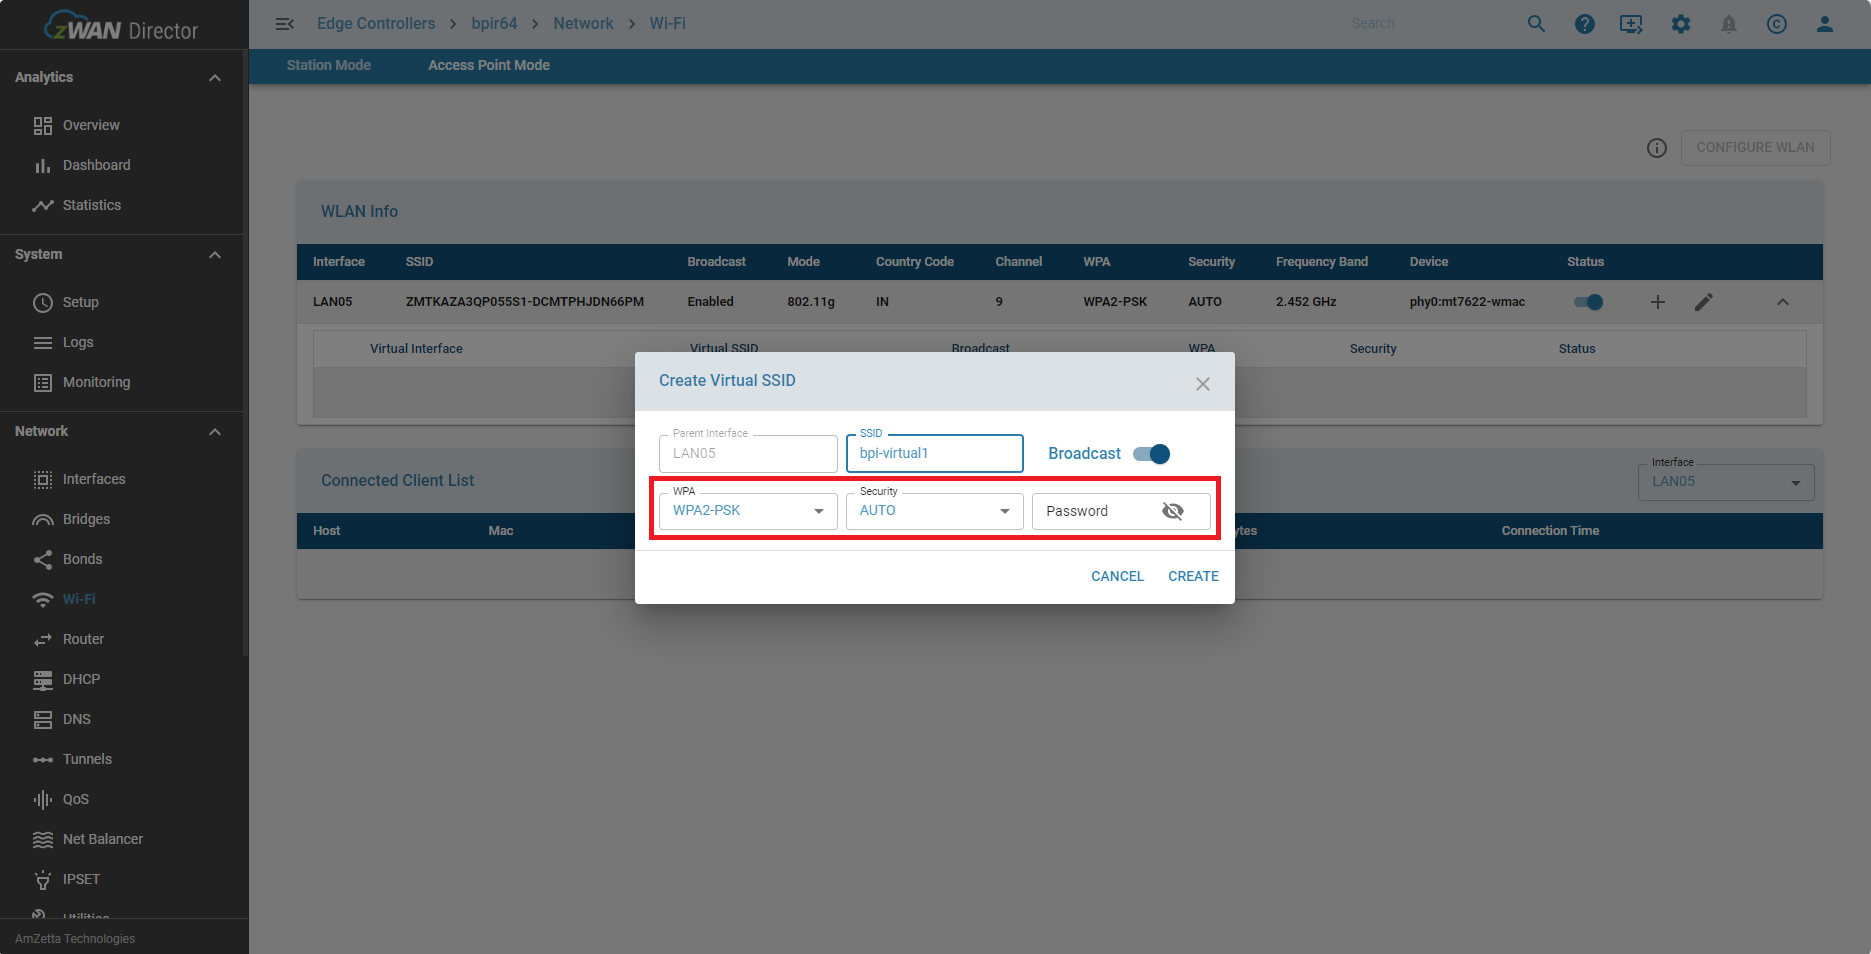 zWAN Director
Edge Controllers > bpir64 > Network > Wi-Fi
Search
Station Mode
Access Point Mode
Analytics
Overview
Dashboard
Statistics
System
Setup
Logs
Monitoring
Network
Interfaces
Bridges
Bonds
Wi-Fi
Router
DHCP
DNS
Tunnels
QoS
Net Balancer
IPSET
Utilities
AmZetta Technologies
CONFIGURE WLAN
WLAN Info
Interface SSID Broadcast Mode Country Code Channel WPA Security Frequency Band Device Status
LAN05 ZMTKAZA3QP055S1-DCMTPHJDN66PM Enabled 802.11g IN 9 WPA2-PSK AUTO 2.452 GHz phy0:mt7622-wmac
Virtual Interface Virtual SSID Broadcast WPA Security Status
Create Virtual SSID
Parent Interface
LAN05
SSID
bpi-virtual1
Broadcast
WPA
WPA2-PSK
Security
AUTO
Password
CANCEL CREATE
Connected Client List
Interface
LAN05
Host Mac ytes Connection Time